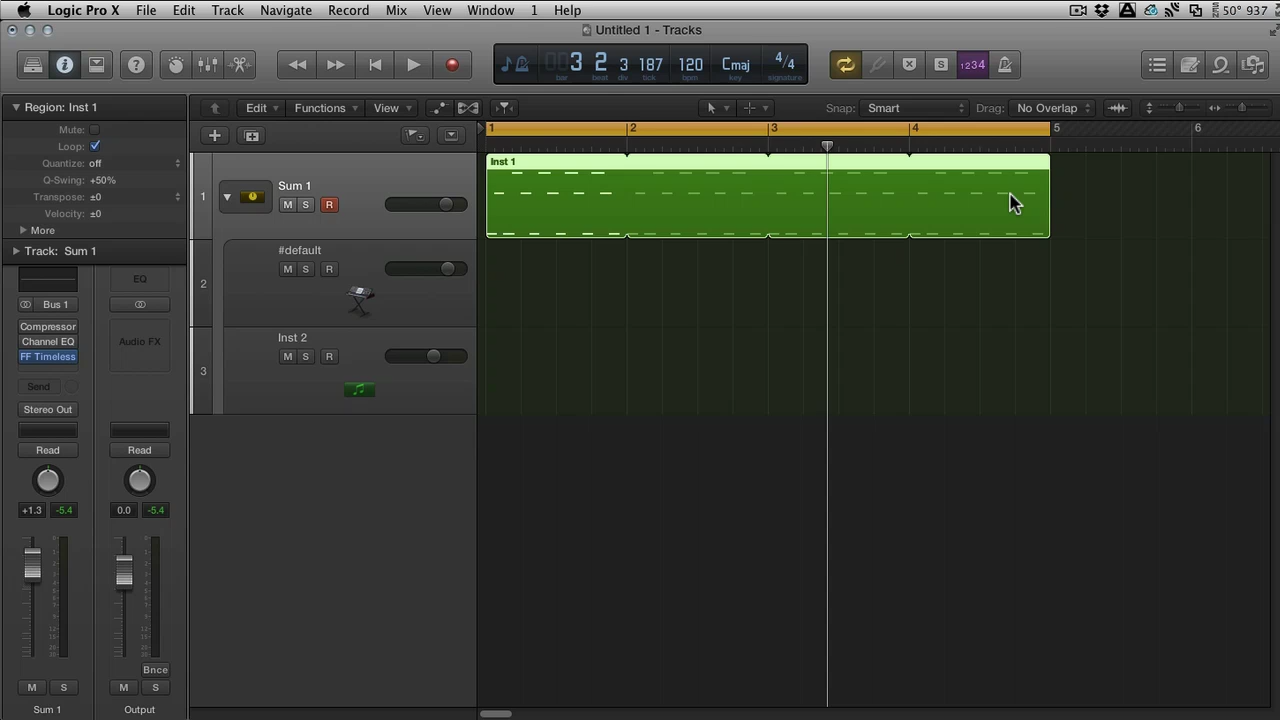 Logic Pro X File Edit Track Navigate Record Mix View Window 1 Help 50° 937
Untitled 1 - Tracks
3 2 3 187 120 Cmaj 4/4
bar beat div tick bpm key signature
1234
Region: Inst 1
Edit Functions View Snap: Smart Drag: No Overlap
Mute:
Loop:
Quantize: off
Q-Swing: +50%
Transpose: ±0
Velocity: ±0
More
Track: Sum 1
1 2 3 4 5 6
Inst 1
1 Sum 1
M S R
2 #default
M S R
3 Inst 2
M S R
EQ
Bus 1
Compressor
Channel EQ
FF Timeless
Audio FX
Send
Stereo Out
Read Read
+1.3 -5.4 0.0 -5.4
Bnce
M S M S
Sum 1 Output